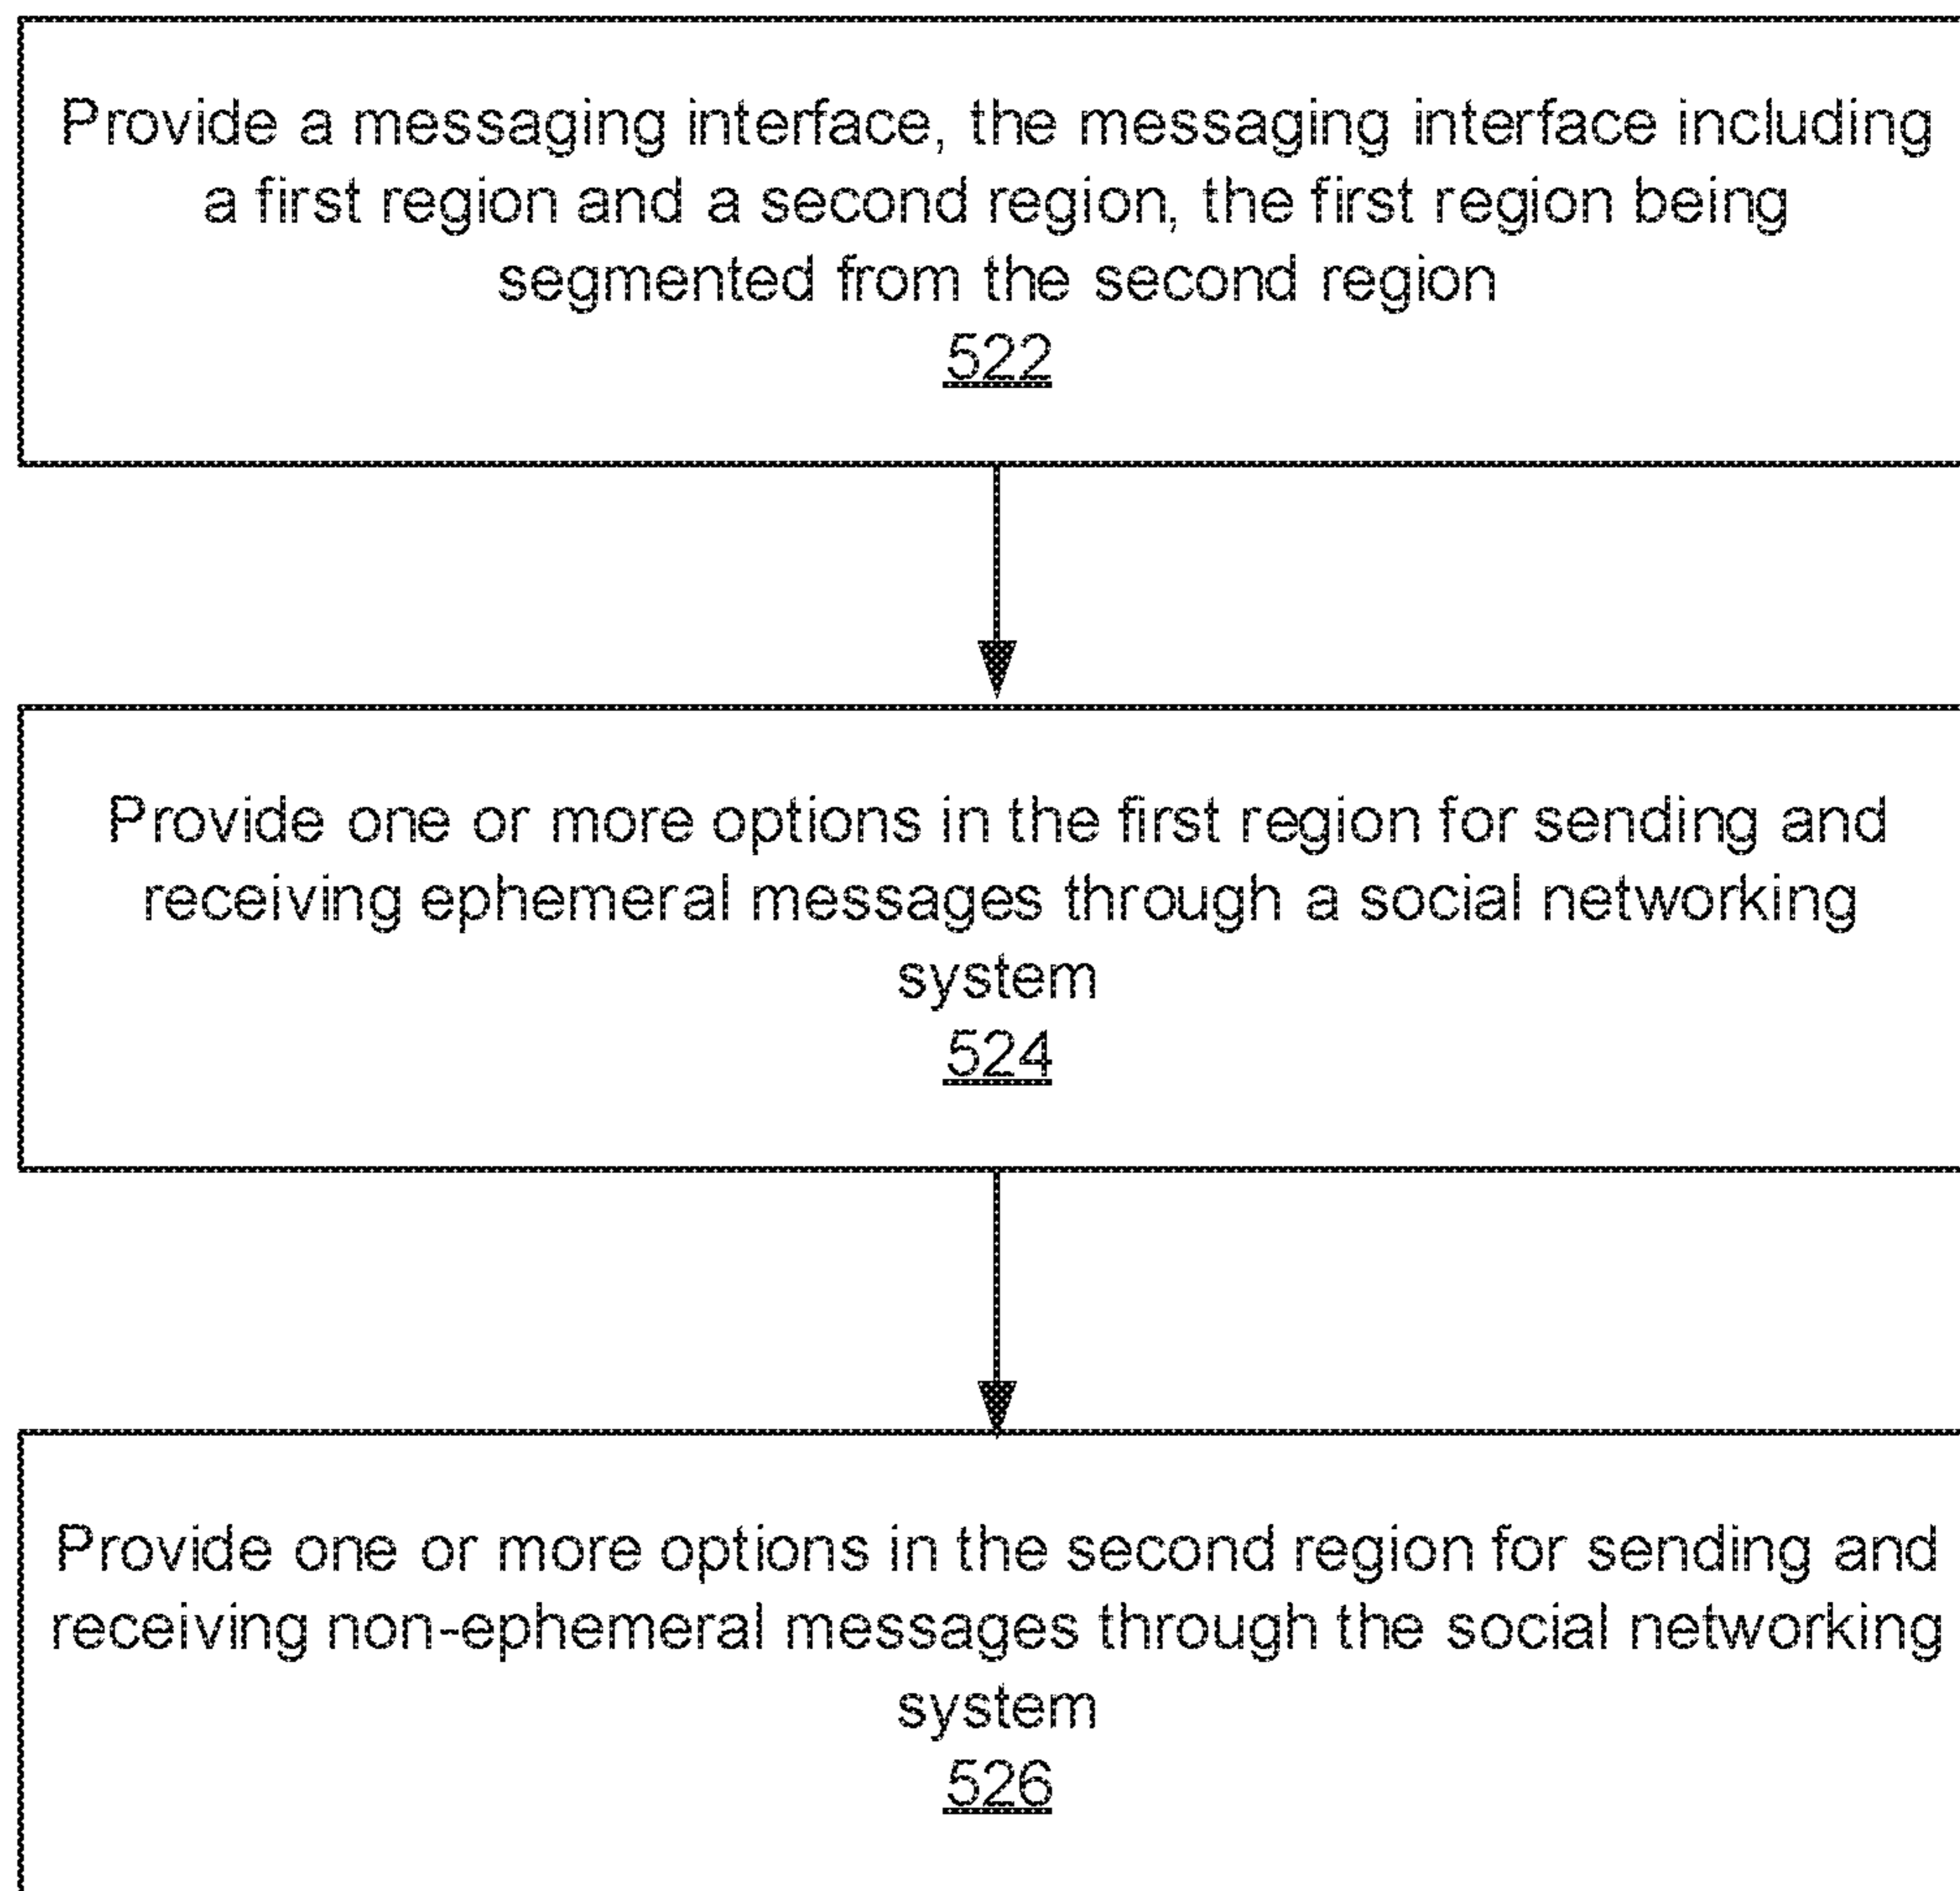 Provide a messaging interface, the messaging interface including
a first region and a second region, the first region being
segmented from the second region
522
Provide one or more options in the first region for sending and
receiving ephemeral messages through a social networking
system
524
Provide one or more options in the second region for sending and
receiving non-ephemeral messages through the social networking
system
526